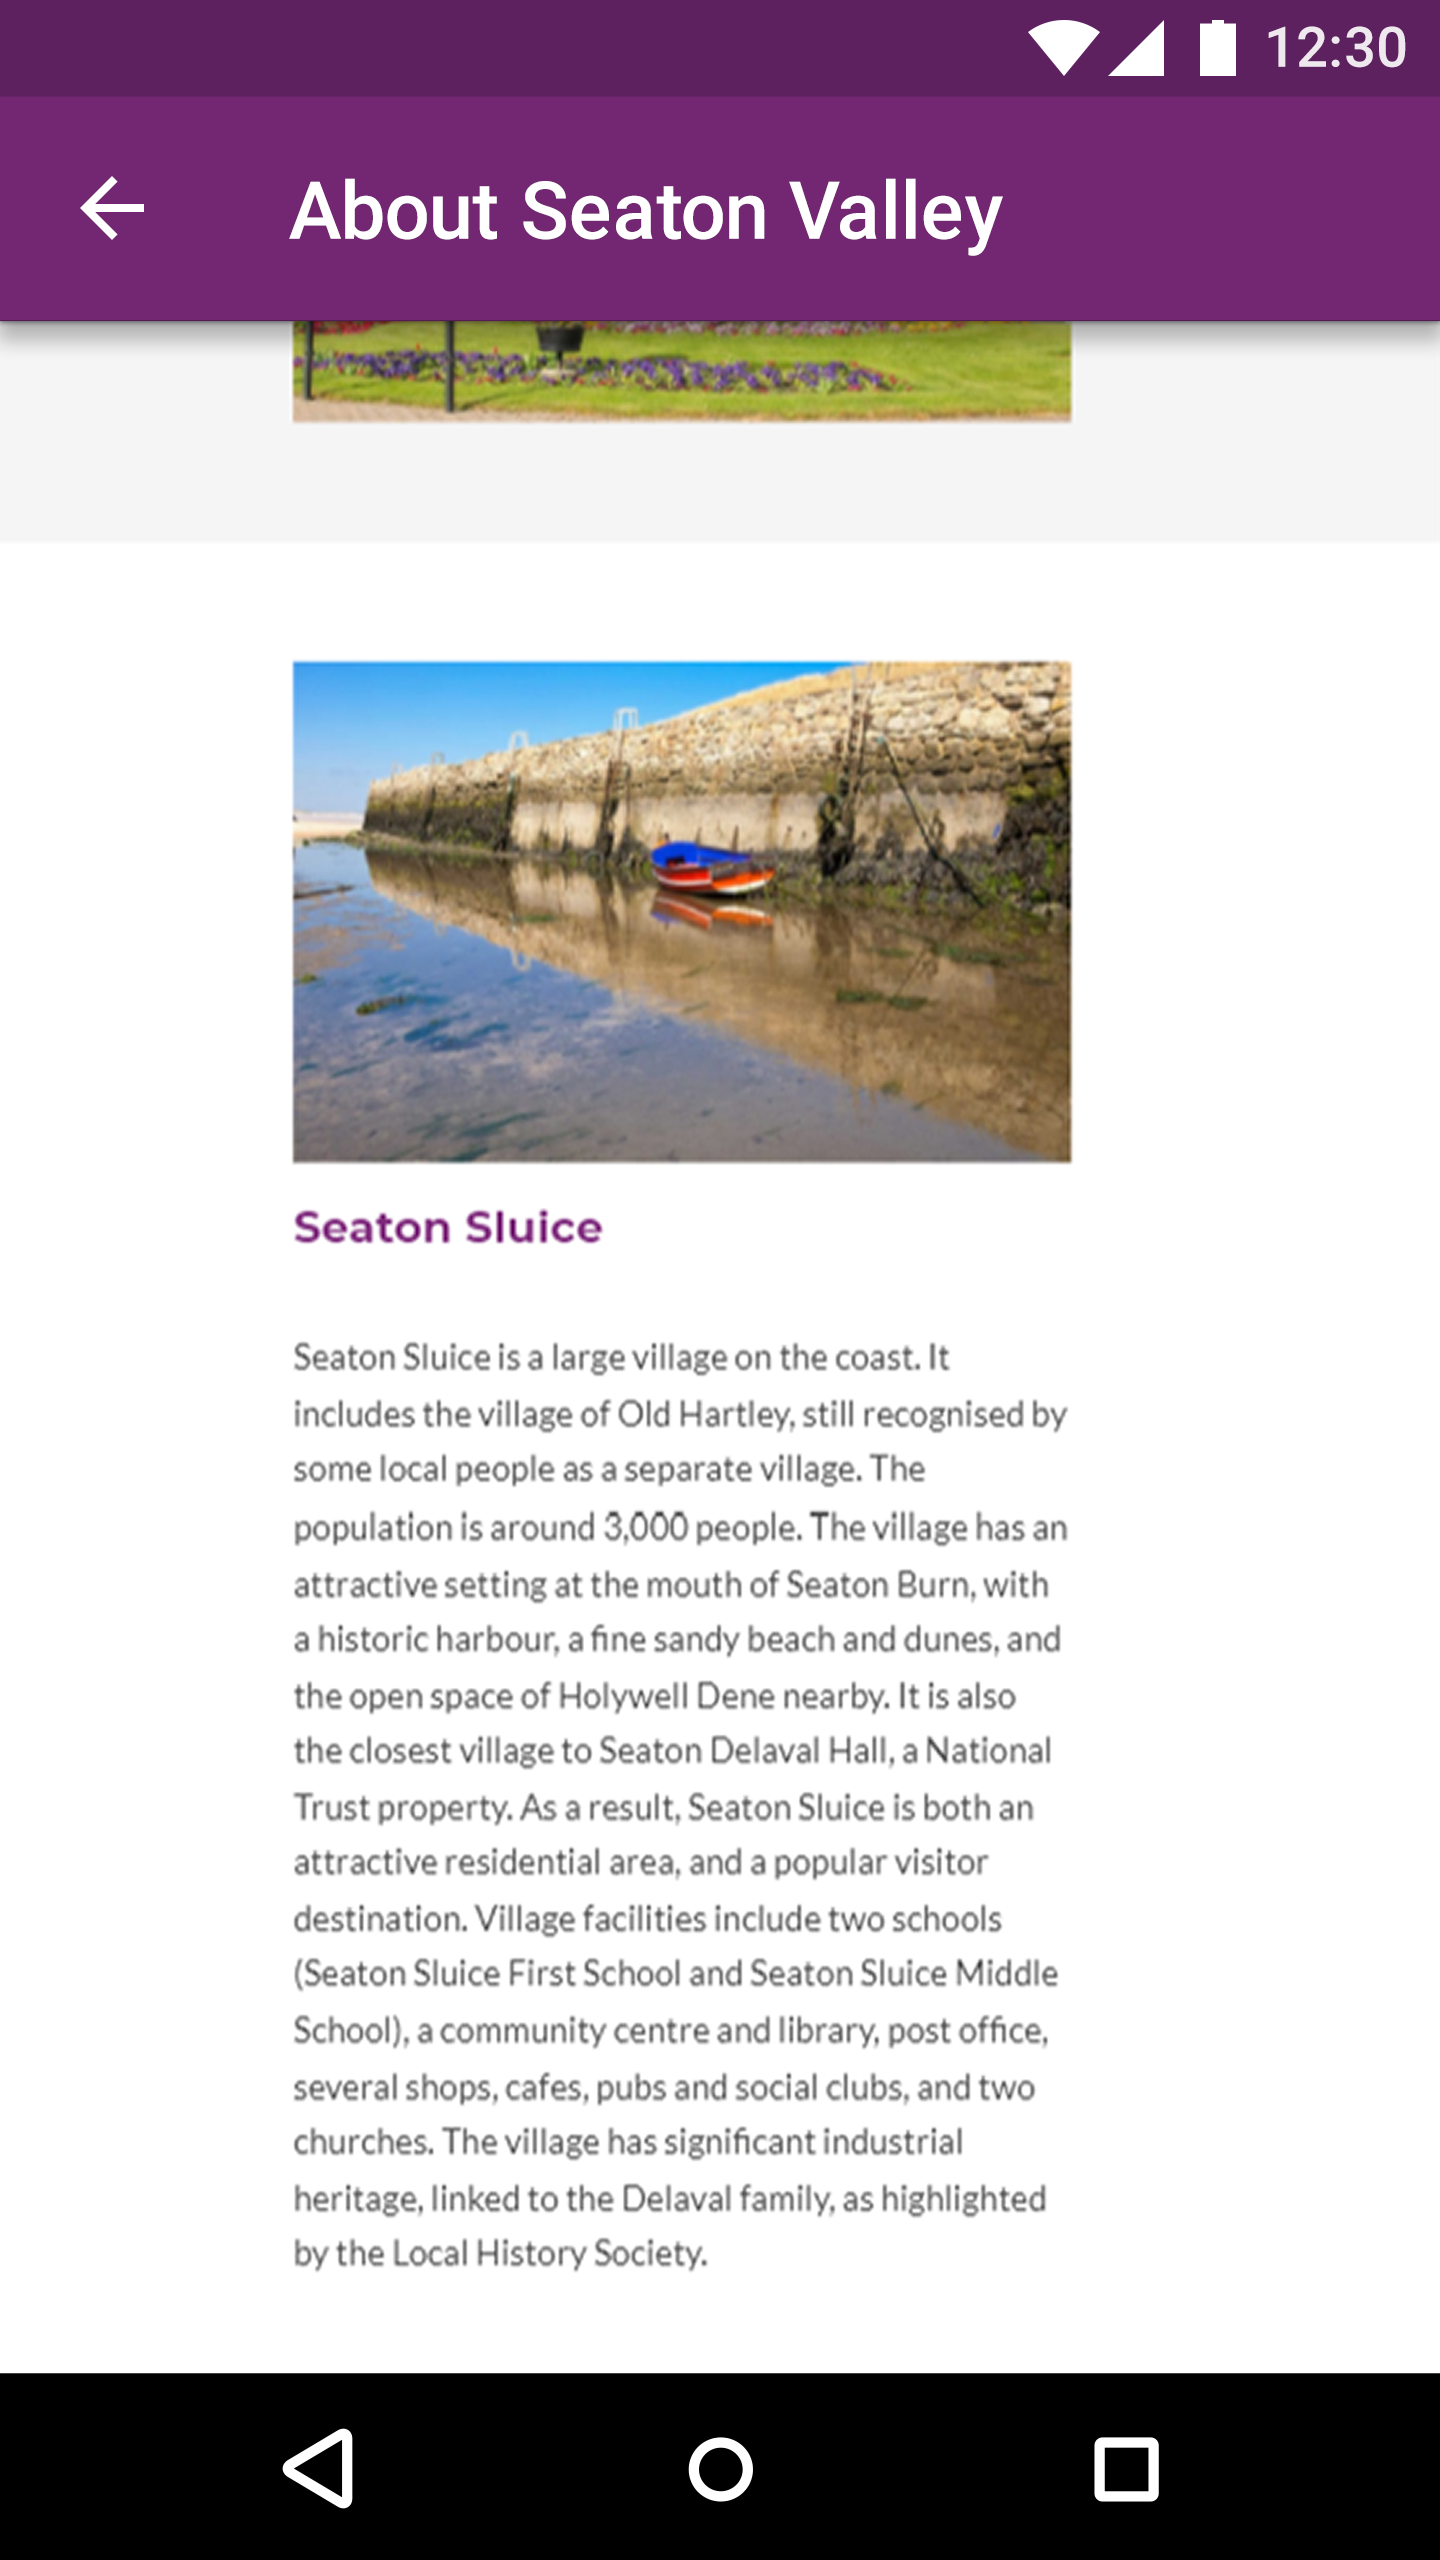 12:30
About Seaton Valley
Seaton Sluice
Seaton Sluice is a large village on the coast. It
includes the village of Old Hartley, still recognised by
some local people as a separate village. The
population is around 3,000 people. The village has an
attractive setting at the mouth of Seaton Burn, with
a historic harbour, a fine sandy beach and dunes, and
the open space of Holywell Dene nearby. It is also
the closest village to Seaton Delaval Hall, a National
Trust property. As a result, Seaton Sluice is both an
attractive residential area, and a popular visitor
destination. Village facilities include two schools
(Seaton Sluice First School and Seaton Sluice Middle
School), a community centre and library, post office,
several shops, cafes, pubs and social clubs, and two
churches. The village has significant industrial
heritage, linked to the Delaval family, as highlighted
by the Local History Society.